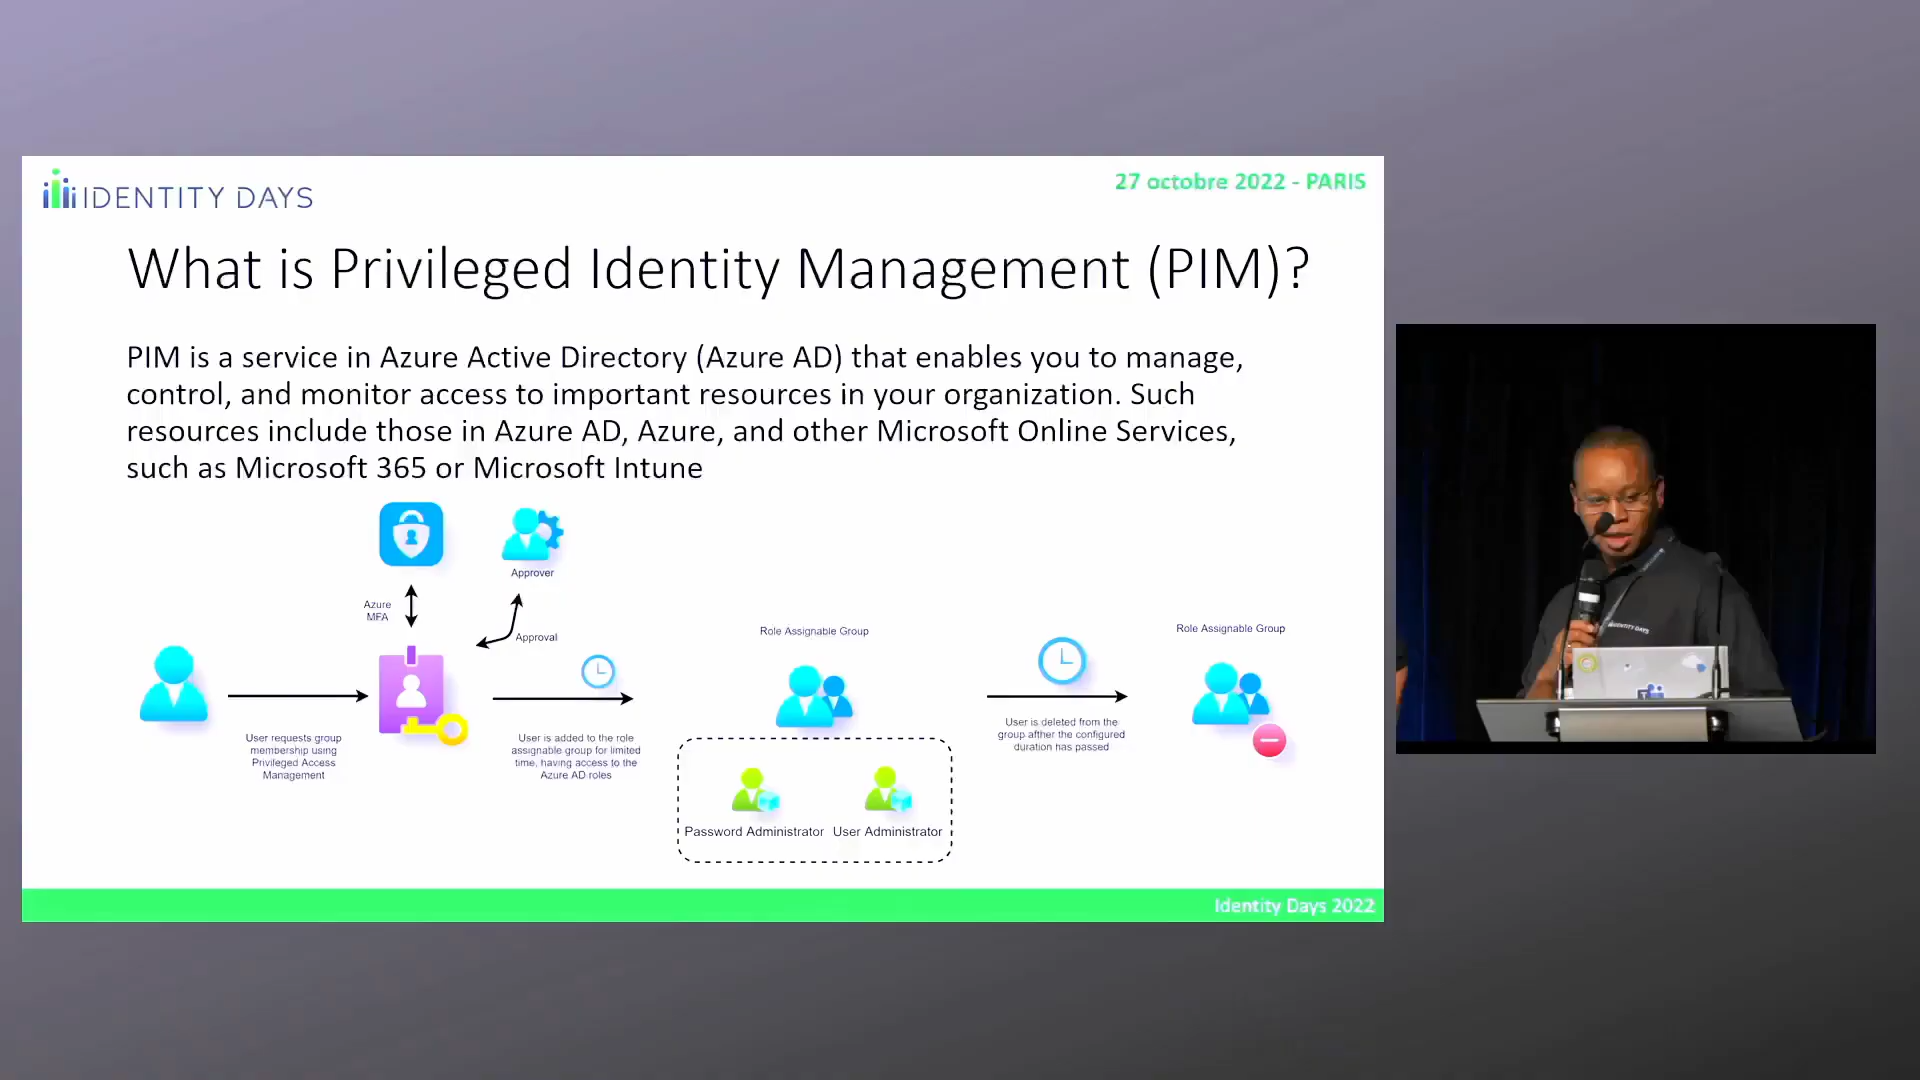 IDENTITY DAYS
27 octobre 2022 - PARIS
What is Privileged Identity Management (PIM)?
PIM is a service in Azure Active Directory (Azure AD) that enables you to manage,
control, and monitor access to important resources in your organization. Such
resources include those in Azure AD, Azure, and other Microsoft Online Services,
such as Microsoft 365 or Microsoft Intune
Approver
Azure
MFA
Approval
User requests group
membership using
Privileged Access
Management
User is added to the role
assignable group for limited
time, having access to the
Azure AD roles
Role Assignable Group
Password Administrator
User Administrator
User is deleted from the
group afther the configured
duration has passed
Role Assignable Group
Identity Days 2022
IDENTITY DAYS